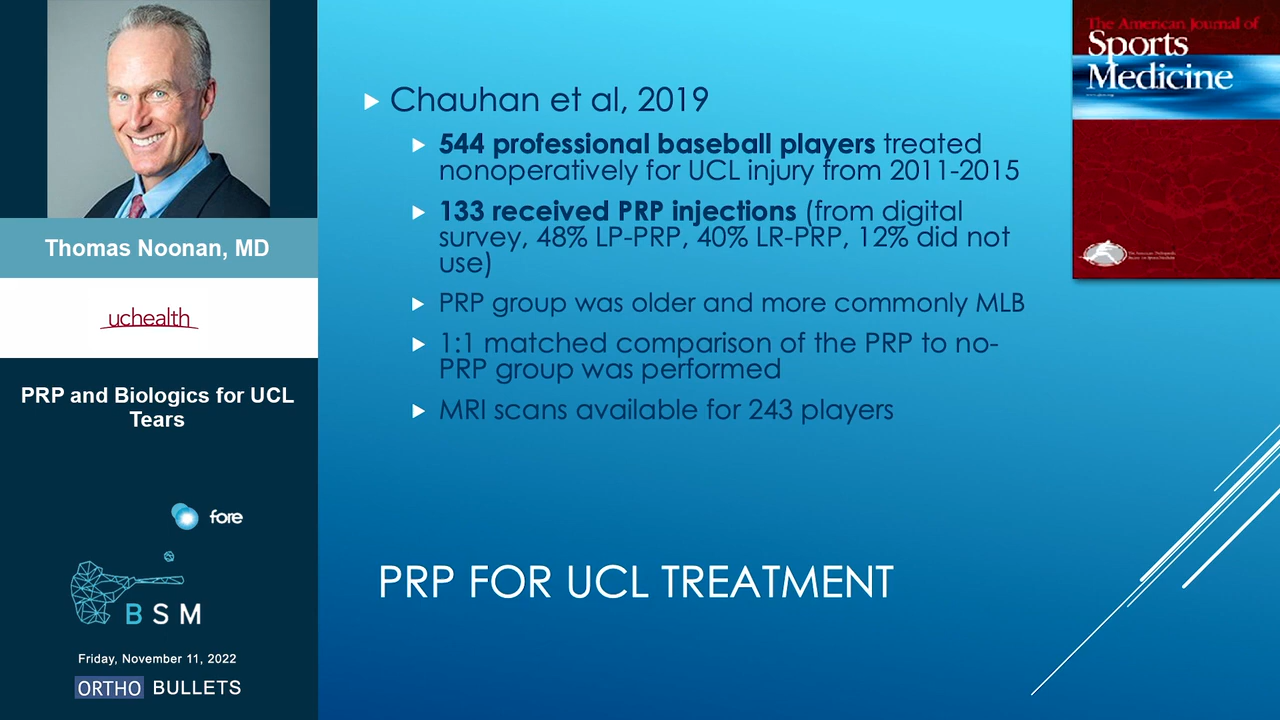 Thomas Noonan, MD
uchealth
PRP and Biologics for UCL
Tears
fore
B S M
Friday, November 11, 2022
ORTHO BULLETS
Chauhan et al, 2019
544 professional baseball players treated
nonoperatively for UCL injury from 2011-2015
133 received PRP injections (from digital
survey, 48% LP-PRP, 40% LR-PRP, 12% did not
use)
PRP group was older and more commonly MLB
1:1 matched comparison of the PRP to no-
PRP group was performed
MRI scans available for 243 players
PRP FOR UCL TREATMENT
The American Journal of
Sports
Medicine